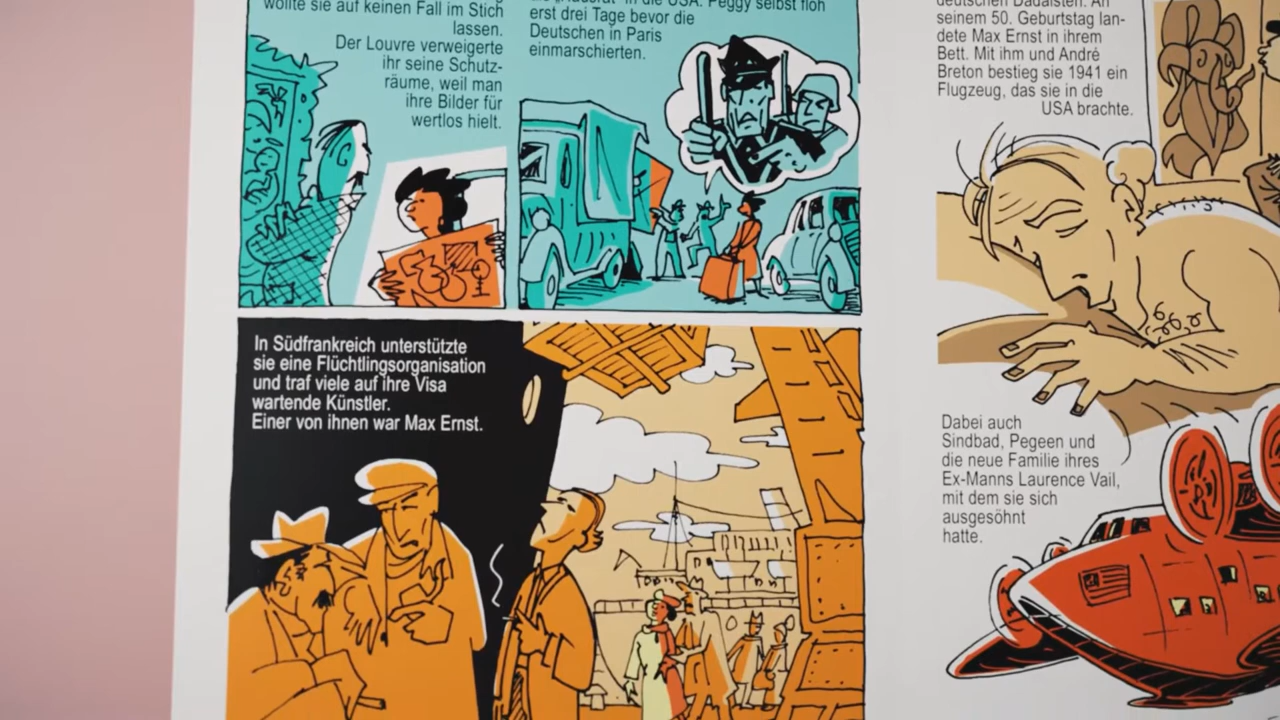 wollte sie auf keinen Fall im Stich
lassen.
Der Louvre verweigerte
ihr seine Schutz-
räume, weil man
ihre Bilder für
wertlos hielt.
in die USA. Peggy selbst floh
erst drei Tage bevor die
Deutschen in Paris
einmarschierten.
In Südfrankreich unterstützte
sie eine Flüchtlingsorganisation
und traf viele auf ihre Visa
wartende Künstler.
Einer von ihnen war Max Ernst.
deutschen Dadaisten. An
seinem 50. Geburtstag lan-
dete Max Ernst in ihrem
Bett. Mit ihm und André
Breton bestieg sie 1941 ein
Flugzeug, das sie in die
USA brachte.
Dabei auch
Sindbad, Pegeen und
die neue Familie ihres
Ex-Manns Laurence Vail,
mit dem sie sich
ausgesöhnt
hatte.